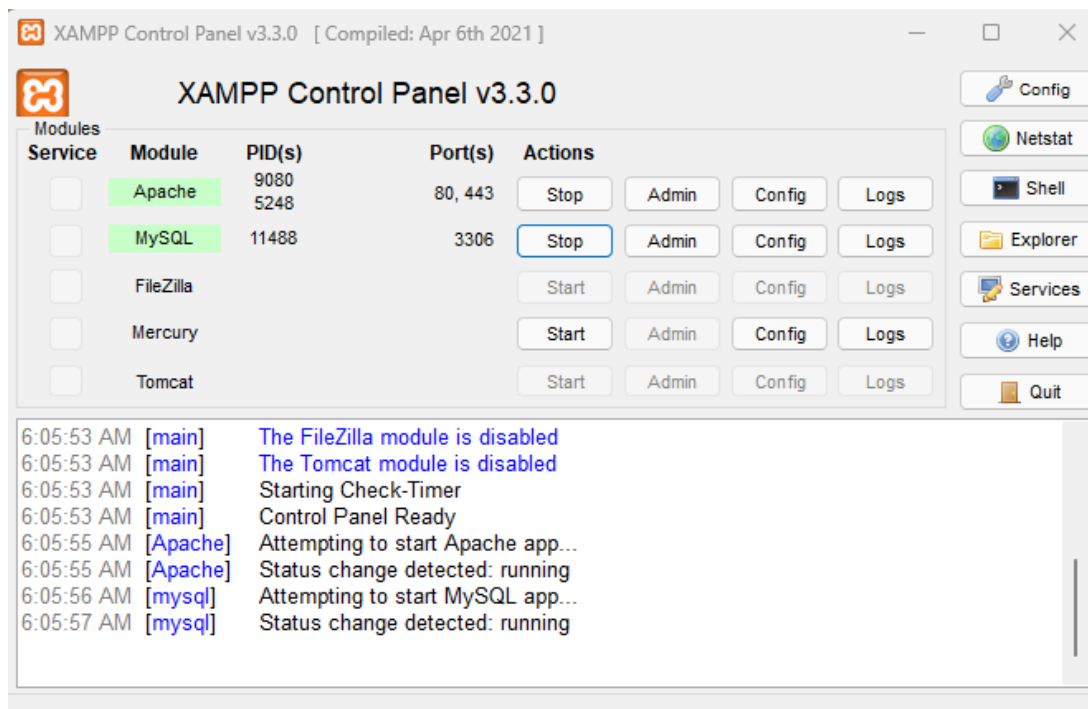 XAMPP Control Panel v3.3.0 [ Compiled: Apr 6th 2021 ]
XAMPP Control Panel v3.3.0
Config
Modules
Service Module PID(s) Port(s) Actions
Netstat
Apache 9080 5248 80, 443 Stop Admin Config Logs
Shell
MySQL 11488 3306 Stop Admin Config Logs
Explorer
FileZilla Start Admin Config Logs
Services
Mercury Start Admin Config Logs
Help
Tomcat Start Admin Config Logs
Quit
6:05:53 AM [main] The FileZilla module is disabled
6:05:53 AM [main] The Tomcat module is disabled
6:05:53 AM [main] Starting Check-Timer
6:05:53 AM [main] Control Panel Ready
6:05:55 AM [Apache] Attempting to start Apache app...
6:05:55 AM [Apache] Status change detected: running
6:05:56 AM [mysql] Attempting to start MySQL app...
6:05:57 AM [mysql] Status change detected: running